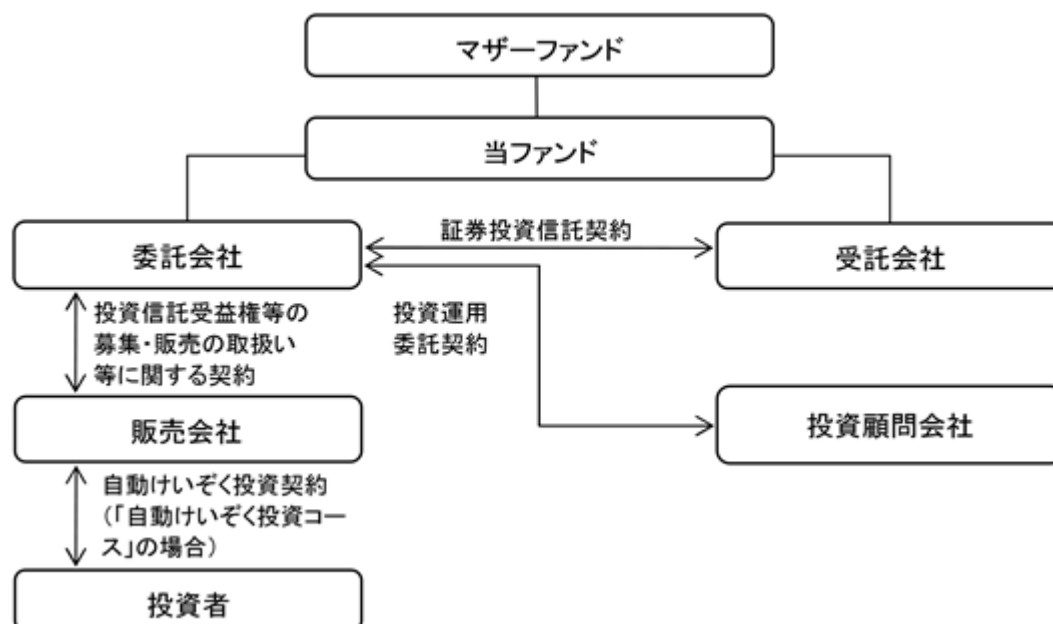 マザーファンド
当ファンド
証券投資信託契約
委託会社
受託会社
投資信託受益権等の
募集・販売の取扱い
等に関する契約
投資運用
委託契約
販売会社
投資顧問会社
自動けいぞく投資契約
(「自動けいぞく投資コー
ス」の場合)
投資者